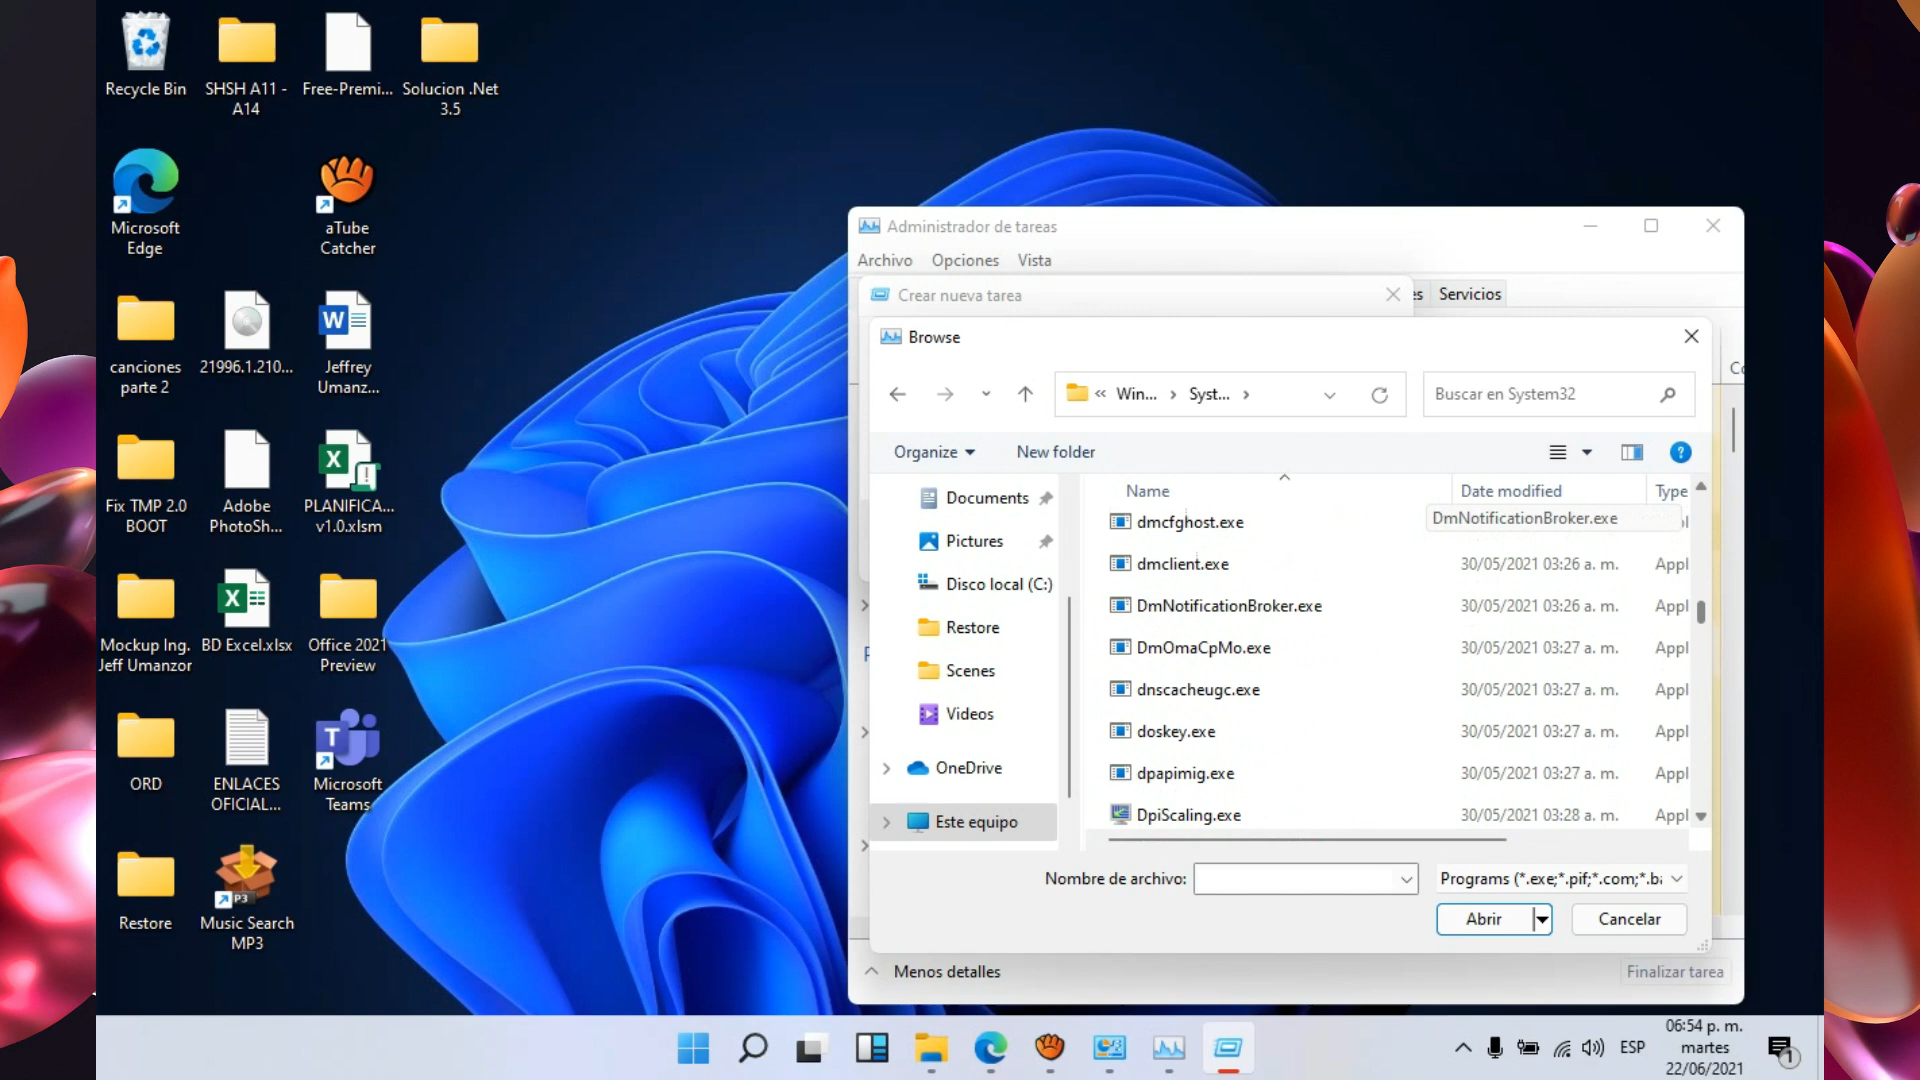 Recycle Bin
SHSH A11 -
A14
Free-Premi...
Solucion .Net
3.5
Microsoft
Edge
aTube
Catcher
canciones
parte 2
21996.1.210...
Jeffrey
Umanz...
Fix TMP 2.0
BOOT
Adobe
PhotoSh...
PLANIFICA...
v1.0.xlsm
Mockup Ing.
Jeff Umanzor
BD Excel.xlsx
Office 2021
Preview
ORD
ENLACES
OFICIAL...
Microsoft
Teams
Restore
Music Search
MP3
Administrador de tareas
Archivo Opciones Vista
Crear nueva tarea
es Servicios
Browse
« Win... › Syst... ›
Buscar en System32
Organize
New folder
Documents
Pictures
Disco local (C:)
Restore
Scenes
Videos
OneDrive
Este equipo
Name Date modified Type
dmcfghost.exe
DmNotificationBroker.exe
dmclient.exe 30/05/2021 03:26 a. m. Appl
DmNotificationBroker.exe 30/05/2021 03:26 a. m. Appl
DmOmaCpMo.exe 30/05/2021 03:27 a. m. Appl
dnscacheugc.exe 30/05/2021 03:27 a. m. Appl
doskey.exe 30/05/2021 03:27 a. m. Appl
dpapimig.exe 30/05/2021 03:27 a. m. Appl
DpiScaling.exe 30/05/2021 03:28 a. m. Appl
Nombre de archivo:
Programs (*.exe;*.pif;*.com;*.ba
Abrir
Cancelar
Menos detalles
Finalizar tarea
ESP
06:54 p. m.
martes
22/06/2021
1